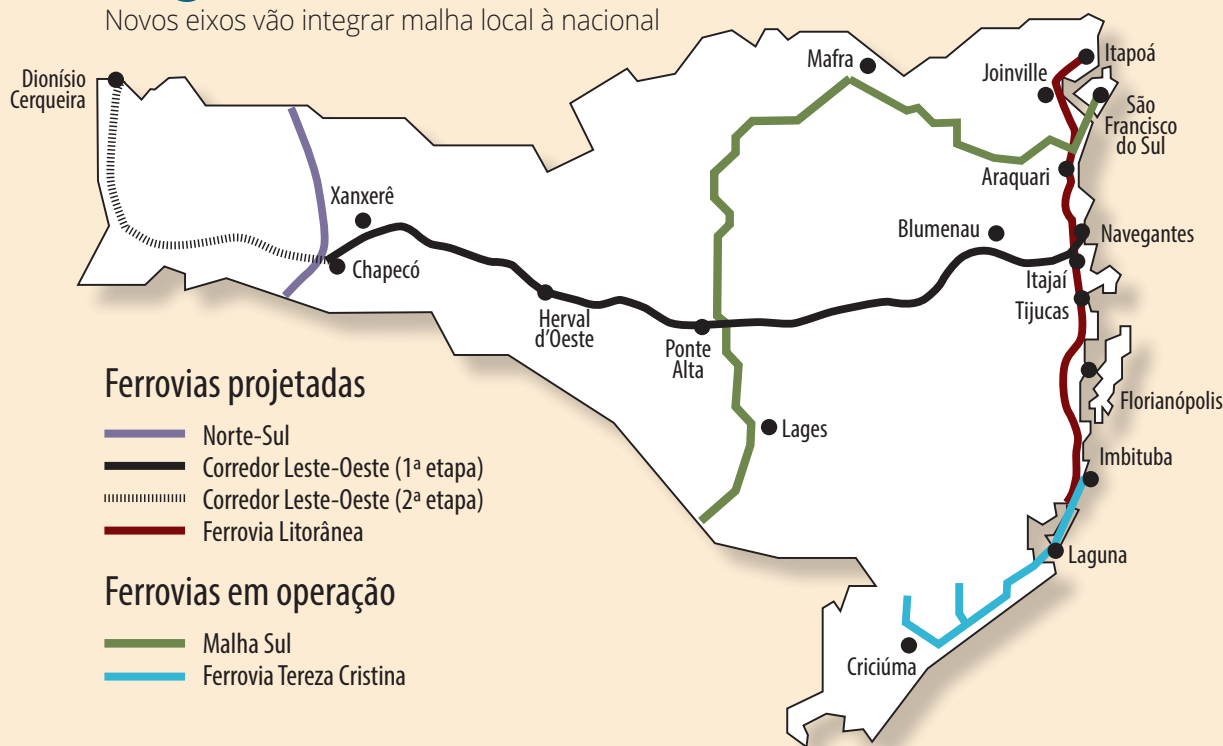 Novos eixos vão integrar malha local à nacional
Dionísio
Cerqueira
Mafra
Itapoá
Joinville
São
Francisco
do Sul
Araquari
Xanxerê
Blumenau
Navegantes
Chapecó
Itajaí
Tijucas
Herval
d'Oeste
Ponte
Alta
Florianópolis
Lages
Imbituba
Laguna
Criciúma
Ferrovias projetadas
Norte-Sul
Corredor Leste-Oeste (1ª etapa)
Corredor Leste-Oeste (2ª etapa)
Ferrovia Litorânea
Ferrovias em operação
Malha Sul
Ferrovia Tereza Cristina